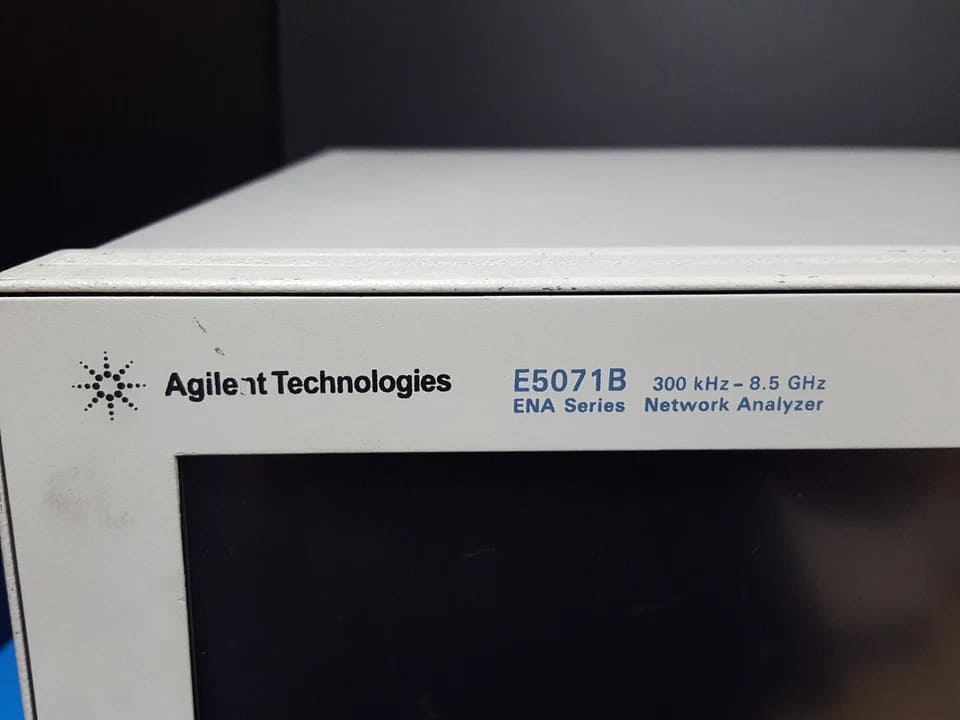 Agilent Technologies
E5071B 300 kHz – 8.5 GHz
ENA Series Network Analyzer